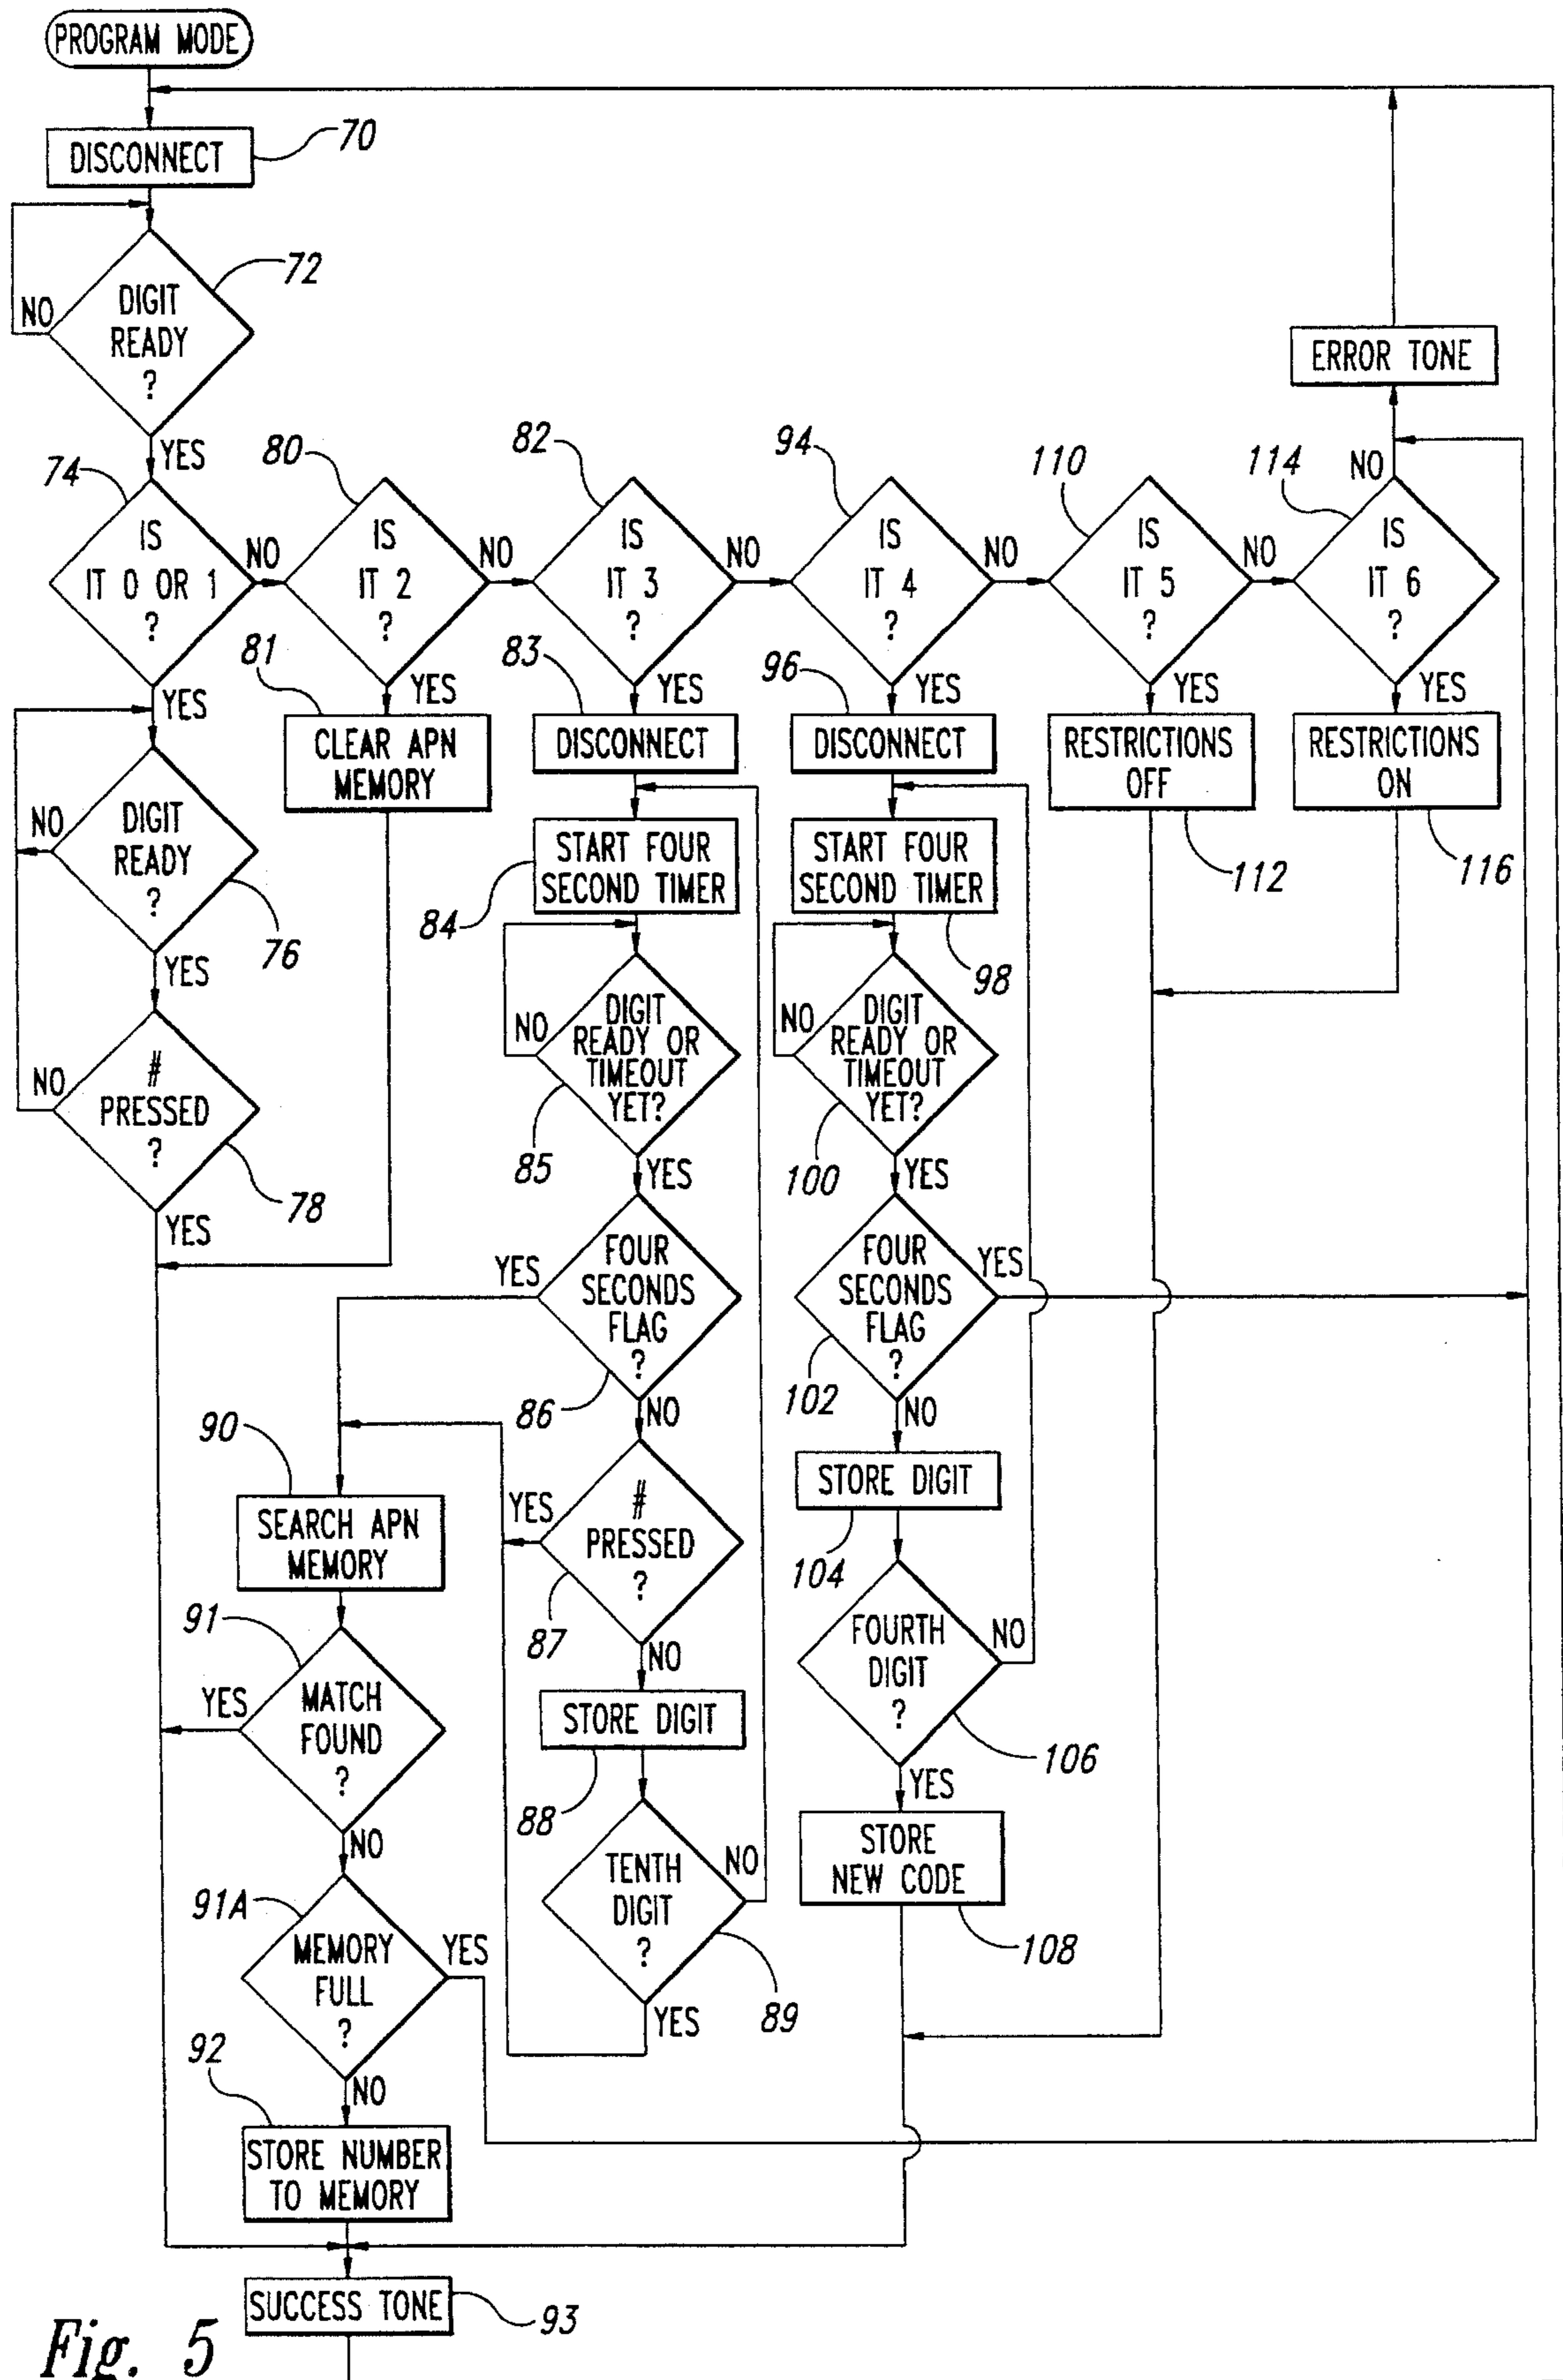 PROGRAM MODE
DISCONNECT
70
72
DIGIT
READY
?
NO
YES
ERROR TONE
74
IS
IT 0 OR 1
?
NO
YES
80
IS
IT 2
?
NO
YES
82
IS
IT 3
?
NO
YES
94
IS
IT 4
?
NO
YES
110
IS
IT 5
?
NO
YES
114
IS
IT 6
?
NO
YES
81
CLEAR APN
MEMORY
83
DISCONNECT
96
DISCONNECT
RESTRICTIONS
OFF
112
RESTRICTIONS
ON
116
DIGIT
READY
?
NO
YES
76
#
PRESSED
?
NO
YES
78
START FOUR
SECOND TIMER
84
DIGIT
READY OR
TIMEOUT
YET?
NO
YES
85
FOUR
SECONDS
FLAG
?
YES
NO
86
#
PRESSED
?
YES
NO
87
STORE DIGIT
88
TENTH
DIGIT
?
NO
YES
89
START FOUR
SECOND TIMER
98
DIGIT
READY OR
TIMEOUT
YET?
NO
YES
100
FOUR
SECONDS
FLAG
?
YES
NO
102
STORE DIGIT
104
FOURTH
DIGIT
?
NO
YES
106
STORE
NEW CODE
108
90
SEARCH APN
MEMORY
91
MATCH
FOUND
?
YES
NO
91A
MEMORY
FULL
?
YES
NO
92
STORE NUMBER
TO MEMORY
SUCCESS TONE
93
Fig. 5